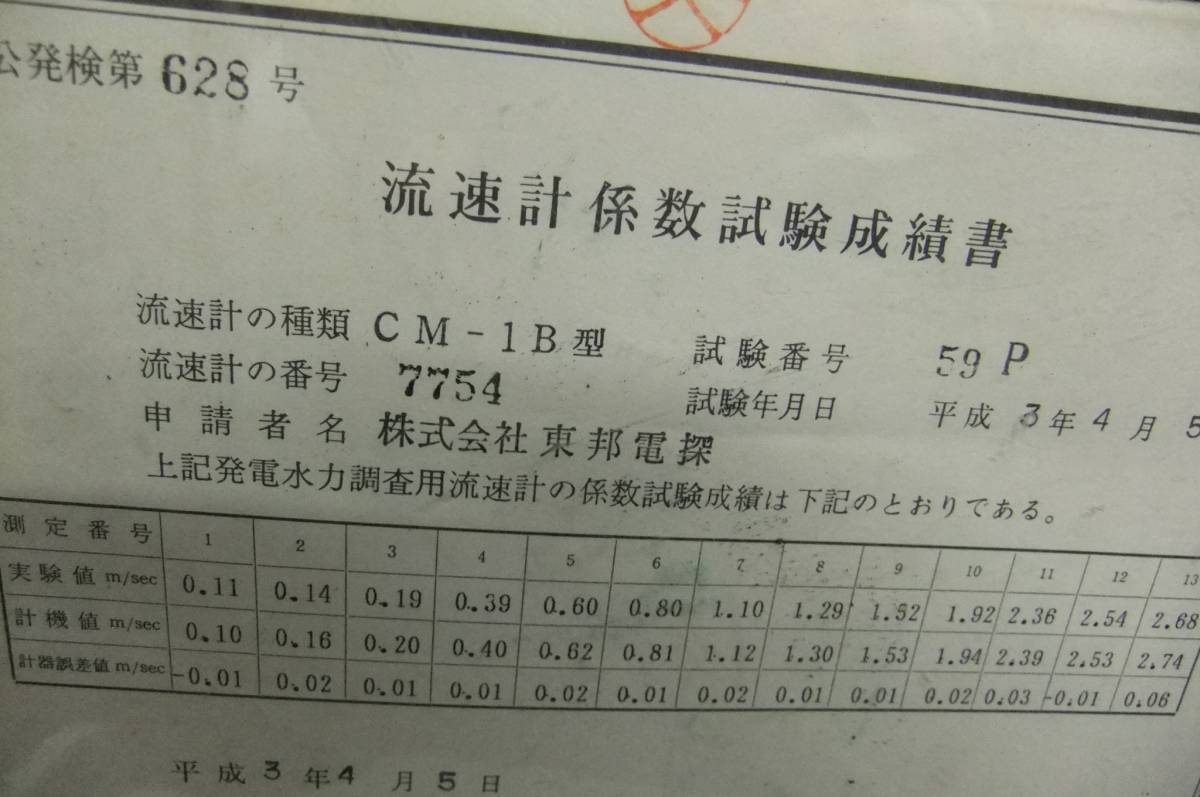 公発検第628号
流速計係数試験成績書
流速計の種類 CM-1B型 試験番号 59P
流速計の番号 7754 試験年月日 平成3年4月5
申請者名 株式会社東邦電探
上記発電水力調査用流速計の係数試験成績は下記のとおりである。
測定番号 1 2 3 4 5 6 7 8 9 10 11 12 13
実験値 m/sec 0.11 0.14 0.19 0.39 0.60 0.80 1.10 1.29 1.52 1.92 2.36 2.54 2.68
計機値 m/sec 0.10 0.16 0.20 0.40 0.62 0.81 1.12 1.30 1.53 1.94 2.39 2.53 2.74
計器誤差値 m/sec -0.01 0.02 0.01 0.01 0.02 0.01 0.02 0.01 0.01 0.02 0.03 -0.01 0.06
平成3年4月5日